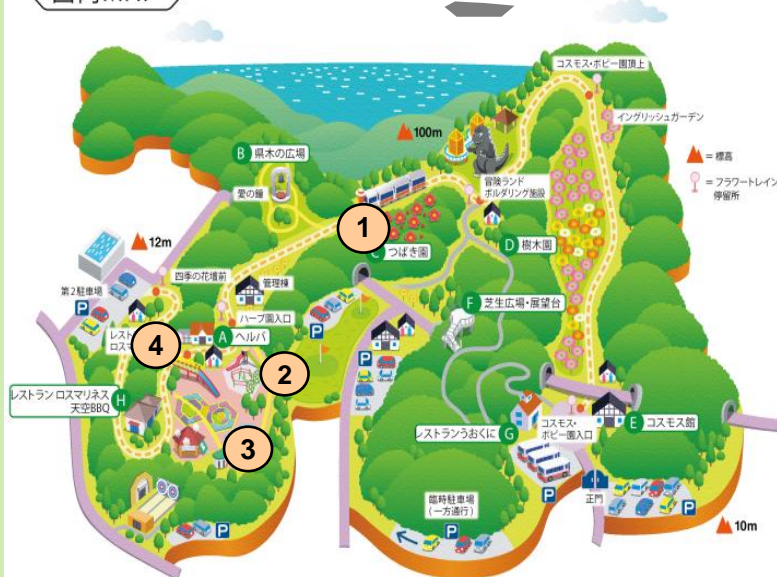 コスモス・ポピー園頂上
イングリッシュガーデン
100m
= 標高
= フラワートレイン
停留所
B 県木の広場
愛の鐘
冒険ランド
ボルダリング施設
1
つばき園
D 樹木園
12m
四季の花壇前
管理棟
第2駐車場
P
ハーブ園入口
P
F 芝生広場・展望台
A ヘルバ
レスト
ロスマ
4
2
P
レストラン ロスマリネス
天空BBQ
H
3
レストランうおくに G
コスモス・
ポピー園入口
E コスモス館
P
正門
臨時駐車場
(一方通行)
P
P
P
10m